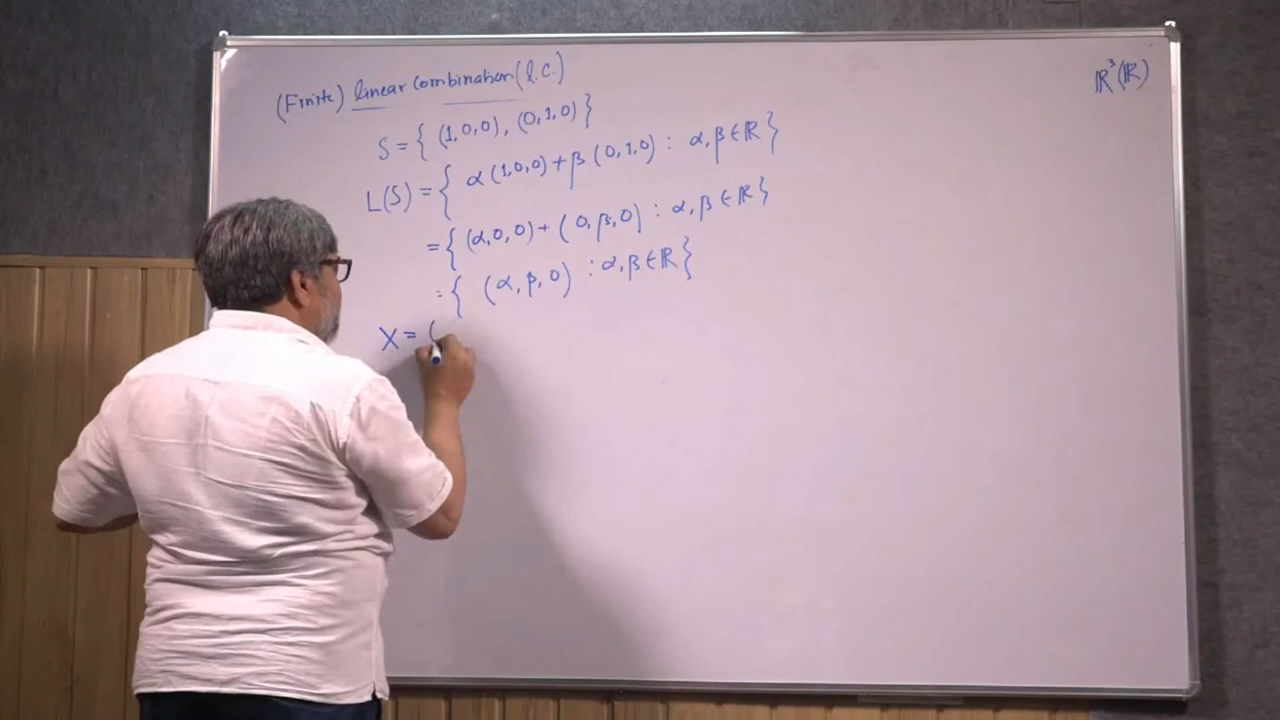 (Finite) linear combination (l.c.)
ℝ³(ℝ)
S = { (1,0,0), (0,1,0) }
L(S) = { α(1,0,0) + β(0,1,0) : α, β ∈ ℝ }
= { (α,0,0) + (0,β,0) : α, β ∈ ℝ }
= { (α, β, 0) : α, β ∈ ℝ }
X = (